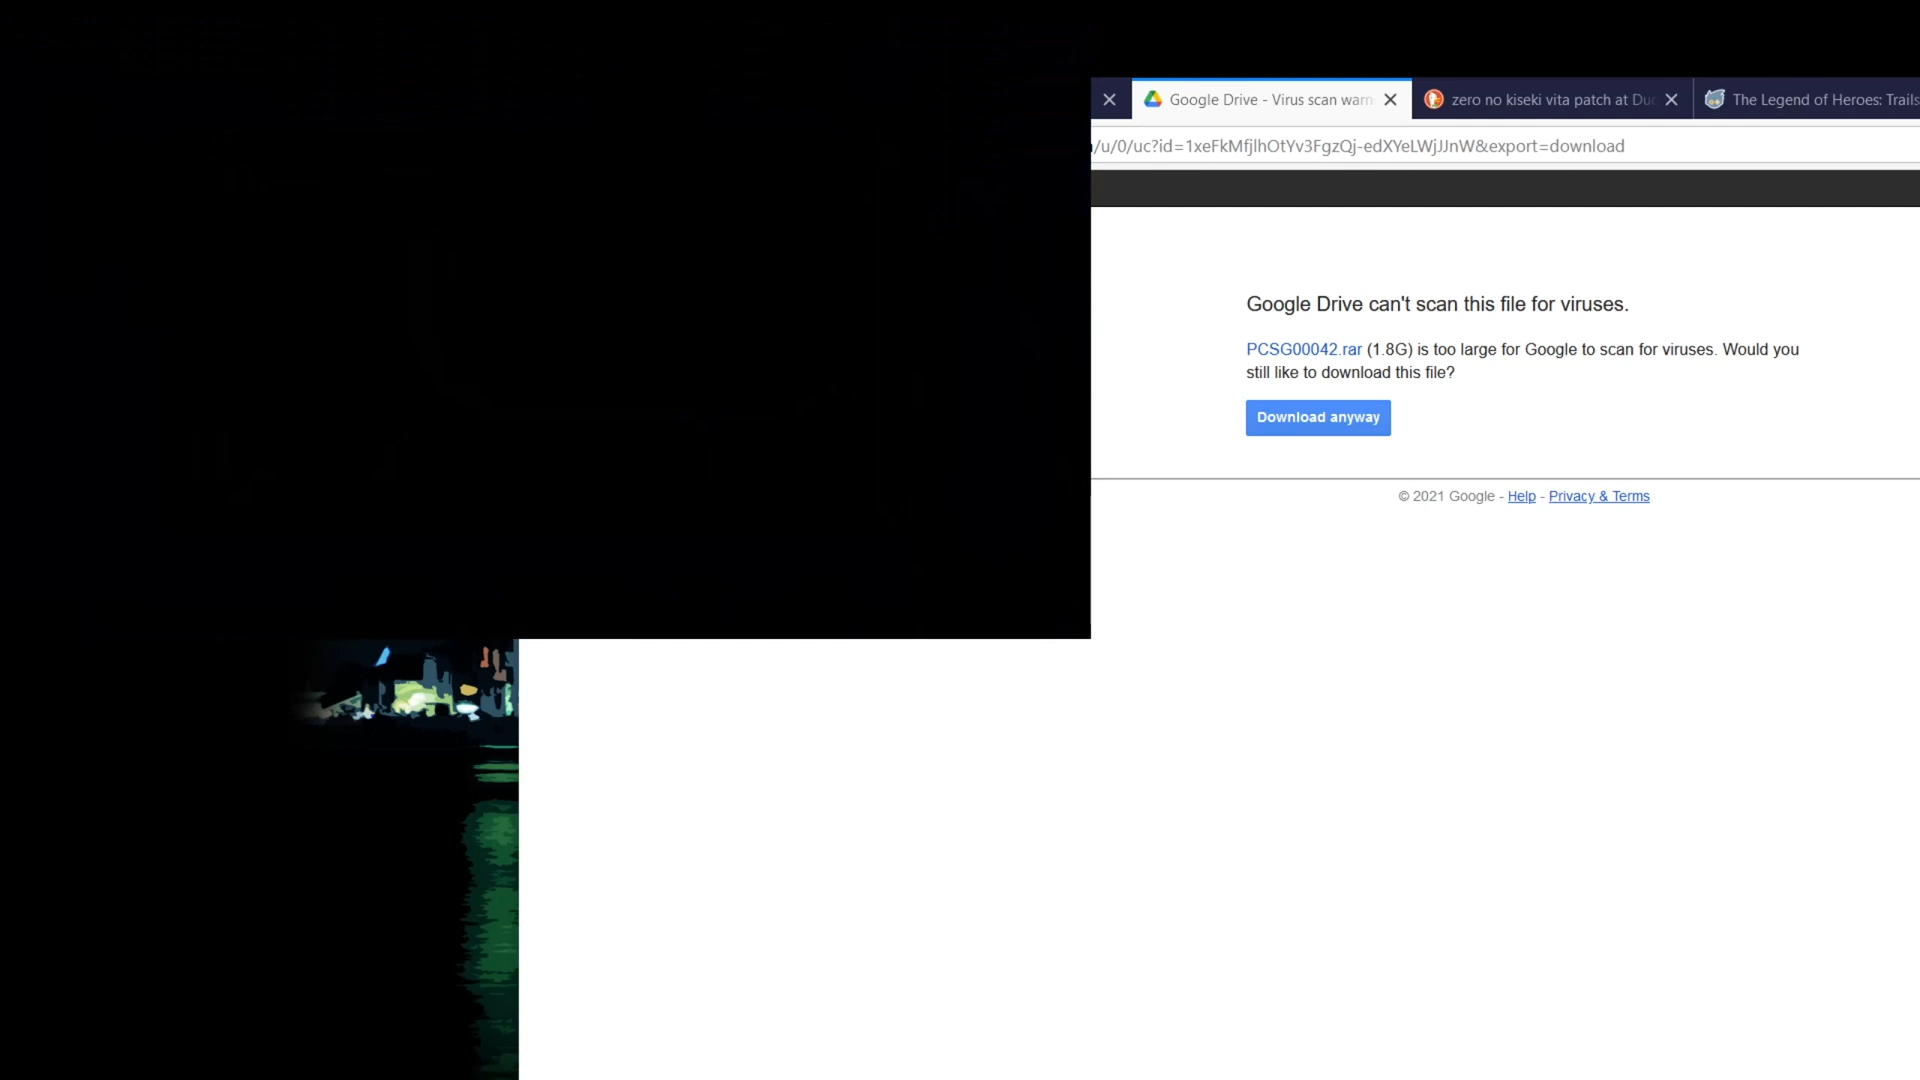 Google Drive - Virus scan warn
zero no kiseki vita patch at Duc
The Legend of Heroes: Trails
/u/0/uc?id=1xeFkMfjlhOtYv3FgzQj-edXYeLWjJJnW&export=download
Google Drive can't scan this file for viruses.
PCSG00042.rar (1.8G) is too large for Google to scan for viruses. Would you
still like to download this file?
Download anyway
© 2021 Google - Help - Privacy & Terms